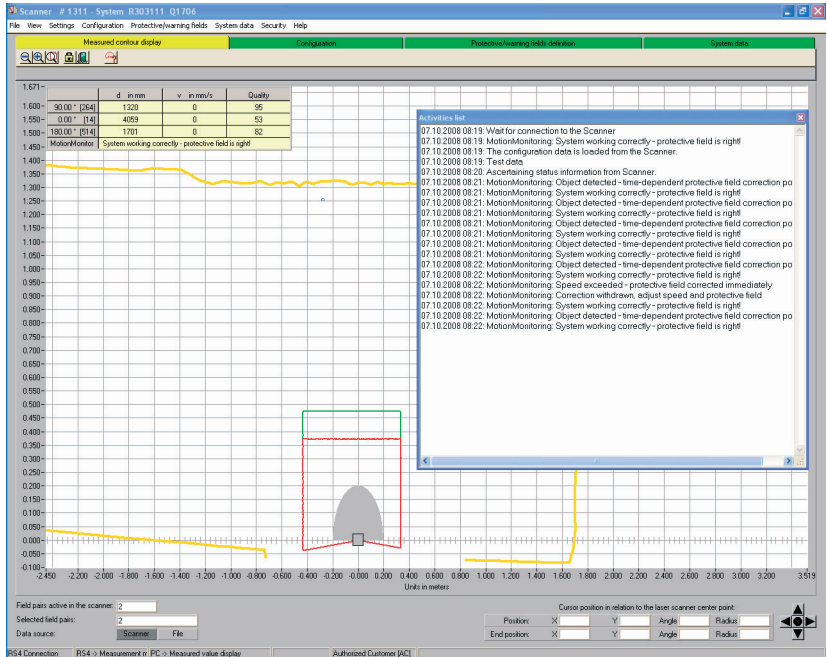 Scanner # 1311 - System R303111 Q1706
File View Settings Configuration Protective/warning fields System data Security Help
Measured contour display Configuration Protective/warning fields definition System data
d in mm v in mm/s Quality
90.00 ° [264] 1320 0 95
0.00 ° [14] 4059 0 53
180.00 ° [514] 1701 0 82
MotionMonitor System working correctly - protective field is right!
1.671
1.600
1.550
1.500
1.450
1.400
1.350
1.300
1.250
1.200
1.150
1.100
1.050
1.000
0.950
0.900
0.850
0.800
0.750
0.700
0.650
0.600
0.550
0.500
0.450
0.400
0.350
0.300
0.250
0.200
0.150
0.100
0.050
0.000
-0.050
-0.100
-2.450 -2.200 -2.000 -1.800 -1.600 -1.400 -1.200 -1.000 -0.800 -0.600 -0.400 -0.200 -0.000 0.200 0.400 0.600 0.800 1.000 1.200 1.400 1.600 1.800 2.000 2.200 2.400 2.600 2.800 3.000 3.200 3.519
Units in meters
Activities list
07.10.2008 08:19: Wait for connection to the Scanner
07.10.2008 08:19: MotionMonitoring: System working correctly - protective field is right!
07.10.2008 08:19: The configuration data is loaded from the Scanner.
07.10.2008 08:19: Test data
07.10.2008 08:20: Ascertaining status information from Scanner.
07.10.2008 08:21: MotionMonitoring: Object detected - time-dependent protective field correction po
07.10.2008 08:21: MotionMonitoring: System working correctly - protective field is right!
07.10.2008 08:21: MotionMonitoring: Object detected - time-dependent protective field correction po
07.10.2008 08:21: MotionMonitoring: System working correctly - protective field is right!
07.10.2008 08:21: MotionMonitoring: Object detected - time-dependent protective field correction po
07.10.2008 08:21: MotionMonitoring: System working correctly - protective field is right!
07.10.2008 08:21: MotionMonitoring: Object detected - time-dependent protective field correction po
07.10.2008 08:21: MotionMonitoring: System working correctly - protective field is right!
07.10.2008 08:22: MotionMonitoring: Object detected - time-dependent protective field correction po
07.10.2008 08:22: MotionMonitoring: System working correctly - protective field is right!
07.10.2008 08:22: MotionMonitoring: Speed exceeded - protective field corrected immediately
07.10.2008 08:22: MotionMonitoring: Correction withdrawn, adjust speed and protective field
07.10.2008 08:22: MotionMonitoring: System working correctly - protective field is right!
07.10.2008 08:22: MotionMonitoring: Object detected - time-dependent protective field correction po
07.10.2008 08:22: MotionMonitoring: System working correctly - protective field is right!
Field pairs active in the scanner: 2
Selected field pairs: 2
Data source: Scanner File
Cursor position in relation to the laser scanner center point:
Position: X Y Angle Radius
End position: X Y Angle Radius
RS4 Connection RS4 -> Measurement r PC -> Measured value display Authorized Customer [AC]